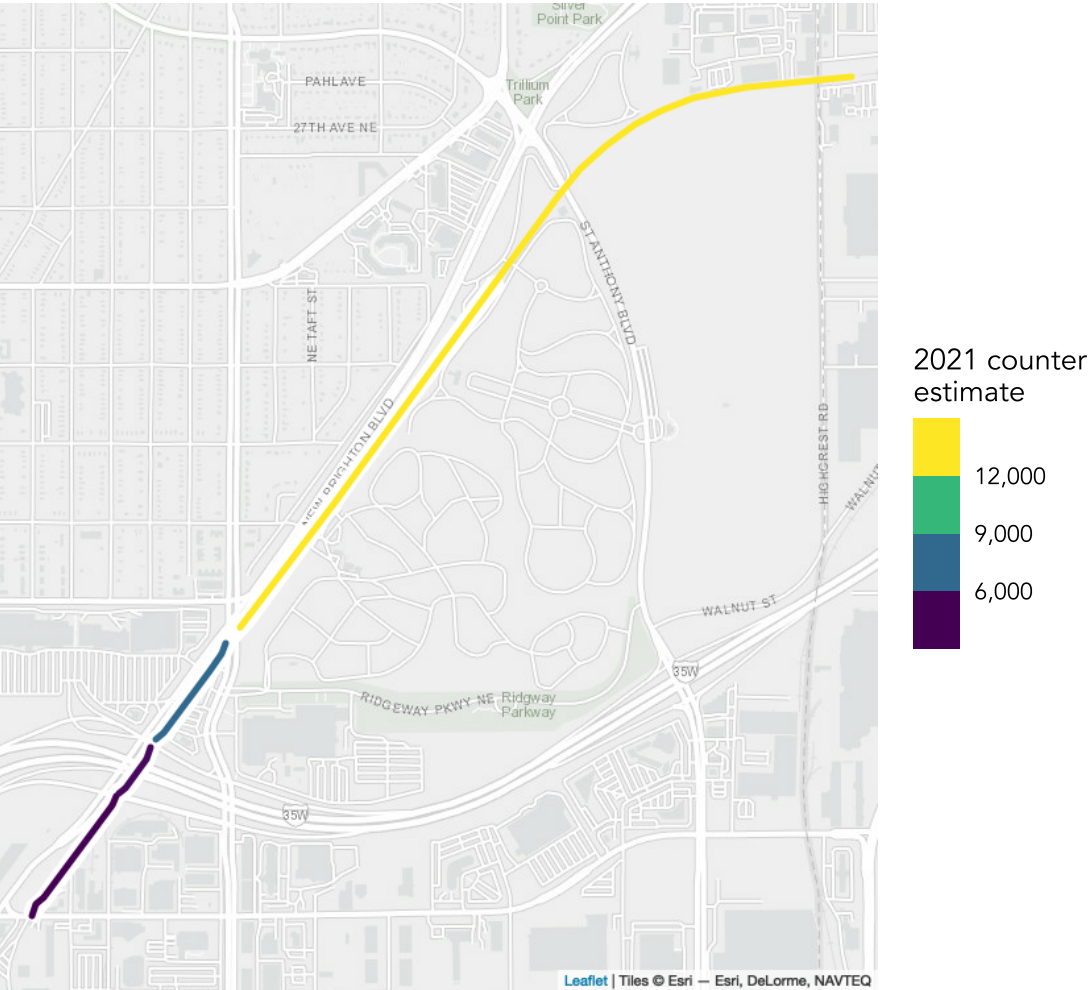 Silver
Point Park
PAHLAVE
Trillium
Park
27TH AVE NE
ST ANTHONY BLVD
NE TAFT ST
2021 counter
estimate
NEW BRIGHTON BLVD
HIGHCREST RD
WALNUT
12,000
9,000
6,000
WALNUT ST
35W
RIDGEWAY PKWY NE
Ridgway
Parkway
35W
Leaflet | Tiles © Esri — Esri, DeLorme, NAVTEQ